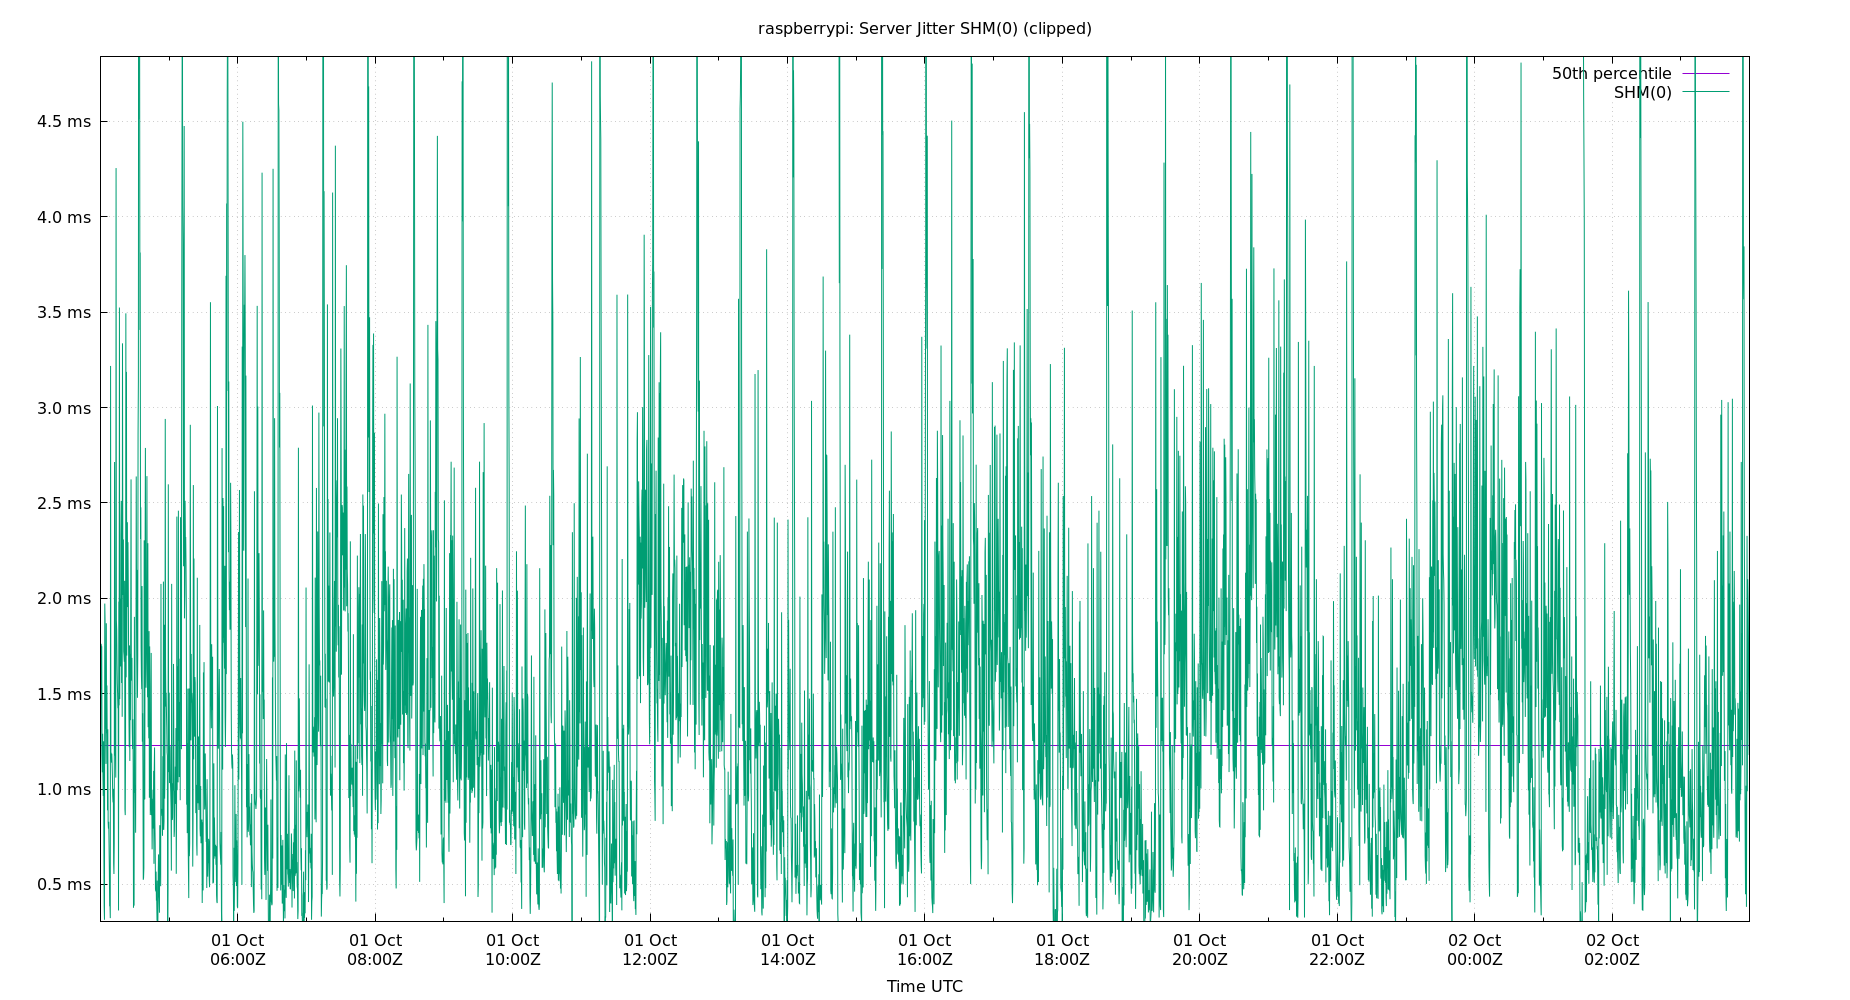 raspberrypi: Server Jitter SHM(0) (clipped)
50th percentile
SHM(0)
4.5 ms
4.0 ms
3.5 ms
3.0 ms
2.5 ms
2.0 ms
1.5 ms
1.0 ms
0.5 ms
01 Oct 01 Oct 01 Oct 01 Oct 01 Oct 01 Oct 01 Oct 01 Oct 01 Oct 02 Oct 02 Oct
06:00Z 08:00Z 10:00Z 12:00Z 14:00Z 16:00Z 18:00Z 20:00Z 22:00Z 00:00Z 02:00Z
Time UTC